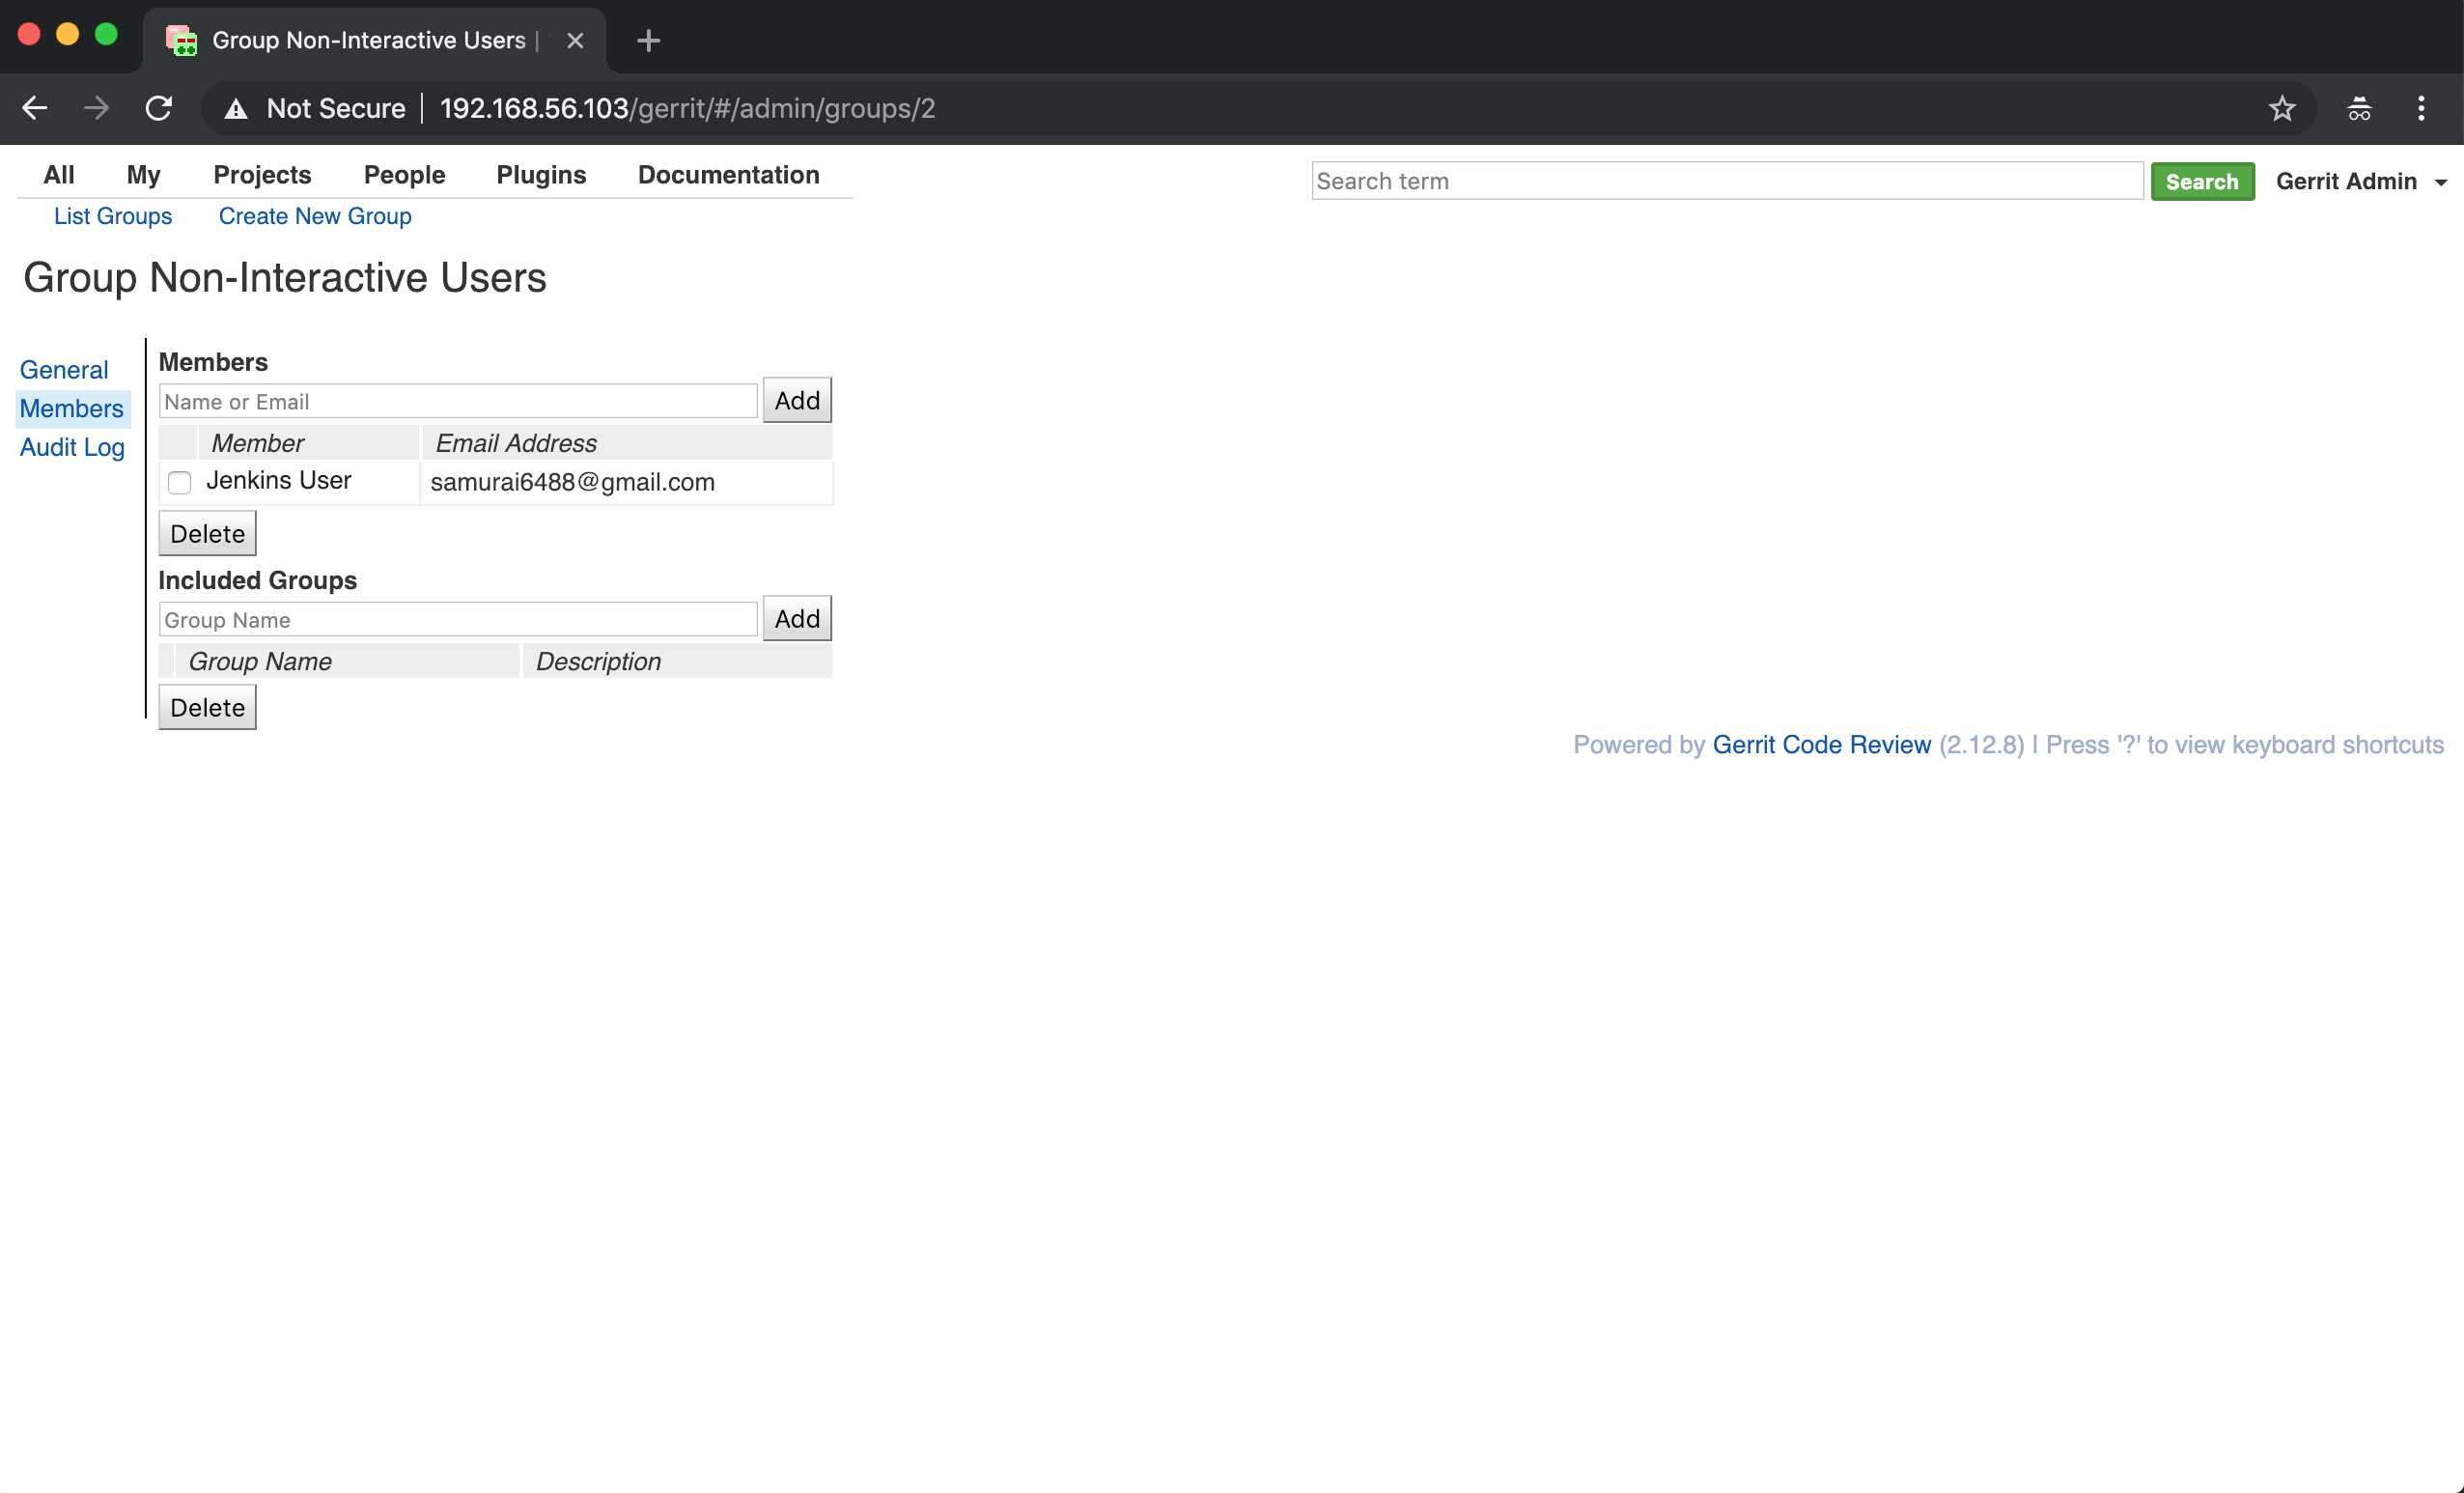 Group Non-Interactive Users |
Not Secure | 192.168.56.103/gerrit/#/admin/groups/2
All My Projects People Plugins Documentation
Search term Search Gerrit Admin
List Groups Create New Group
Group Non-Interactive Users
General
Members
Audit Log
Members
Name or Email Add
Member Email Address
Jenkins User samurai6488@gmail.com
Delete
Included Groups
Group Name Add
Group Name Description
Delete
Powered by Gerrit Code Review (2.12.8) | Press '?' to view keyboard shortcuts